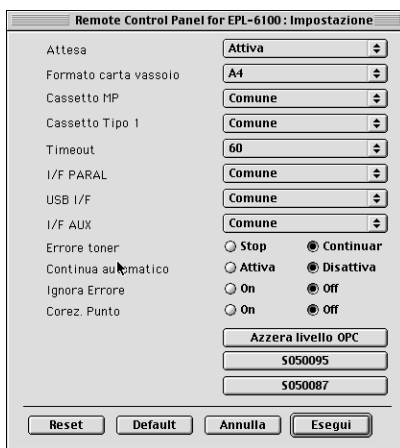 Remote Control Panel for EPL-6100 : Impostazione
Attesa Attiva
Formato carta vassoio A4
Cassetto MP Comune
Cassetto Tipo 1 Comune
Timeout 60
I/F PARAL Comune
USB I/F Comune
I/F AUX Comune
Errore toner Stop Continuar
Continua automatico Attiva Disattiva
Ignora Errore On Off
Corez. Punto On Off
Azzera livello OPC
S050095
S050087
Reset Default Annulla Esegui